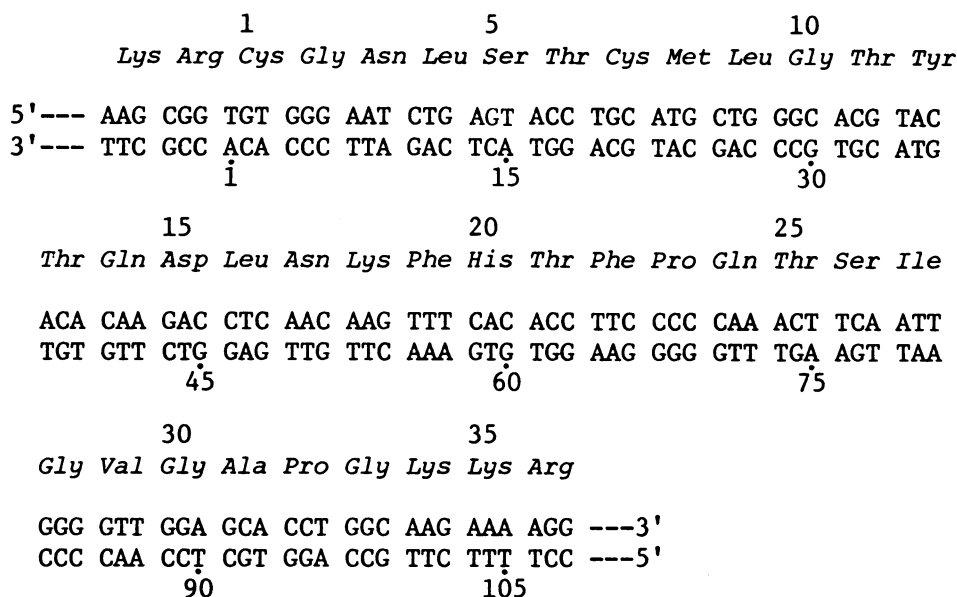 1 5 10
Lys Arg Cys Gly Asn Leu Ser Thr Cys Met Leu Gly Thr Tyr
5'--- AAG CGG TGT GGG AAT CTG AGT ACC TGC ATG CTG GGC ACG TAC
3'--- TTC GCC ACA CCC TTA GAC TCA TGG ACG TAC GAC CCG TGC ATG
1 15 30
15 20 25
Thr Gln Asp Leu Asn Lys Phe His Thr Phe Pro Gln Thr Ser Ile
ACA CAA GAC CTC AAC AAG TTT CAC ACC TTC CCC CAA ACT TCA ATT
TGT GTT CTG GAG TTG TTC AAA GTG TGG AAG GGG GTT TGA AGT TAA
45 60 75
30 35
Gly Val Gly Ala Pro Gly Lys Lys Arg
GGG GTT GGA GCA CCT GGC AAG AAA AGG ---3'
CCC CAA CCT CGT GGA CCG TTC TTT TCC ---5'
90 105